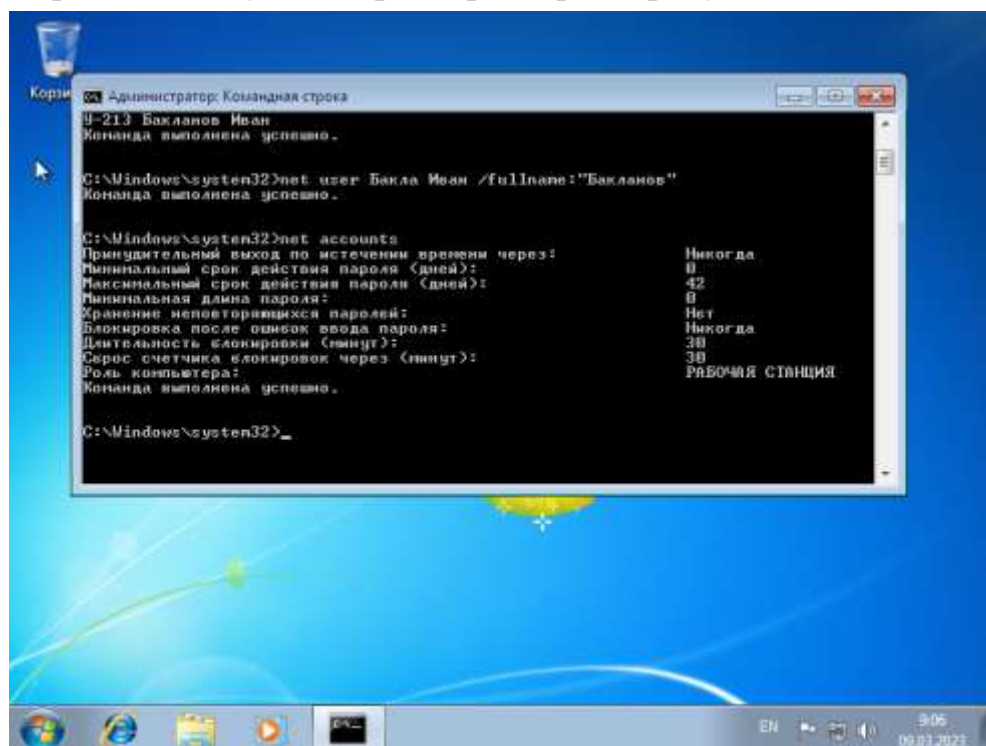 Корзи
Администратор: Командная строка
У-213 Бакланов Иван
Команда выполнена успешно.
C:\Windows\system32>net user Бакла Иван /fullname:"Бакланов"
Команда выполнена успешно.
C:\Windows\system32>net accounts
Принудительный выход по истечении времени через: Никогда
Минимальный срок действия пароля (дней): 0
Максимальный срок действия пароля (дней): 42
Минимальная длина пароля: 0
Хранение неповторяющихся паролей: Нет
Блокировка после ошибок ввода пароля: Никогда
Длительность блокировки (минут): 30
Сброс счетчика блокировок через (минут): 30
Роль компьютера: РАБОЧАЯ СТАНЦИЯ
Команда выполнена успешно.
C:\Windows\system32>_
EN
9:06
09.03.2023